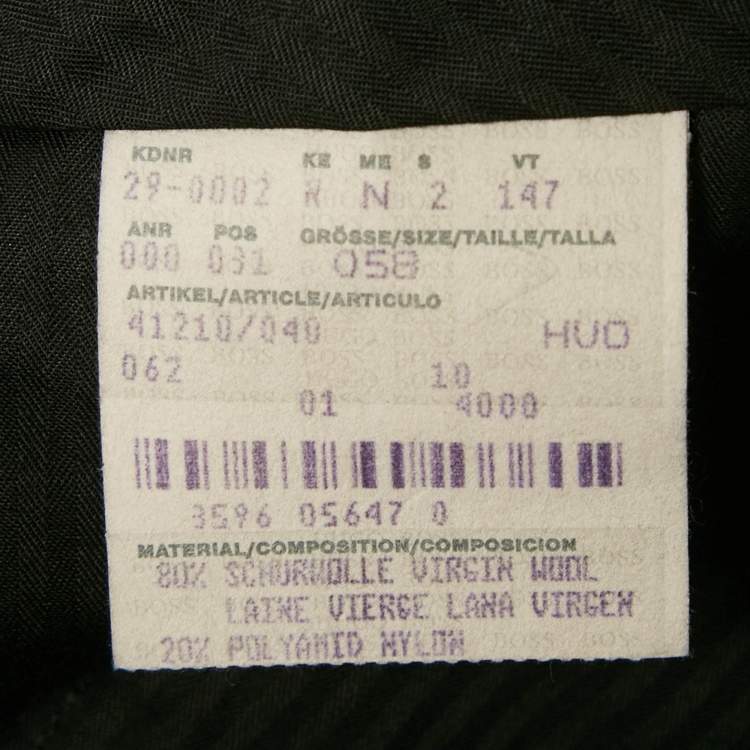 KDNR KE ME S VT
29-0002 R N 2 147
ANR POS GRÖSSE/SIZE/TAILLE/TALLA
000 031 058
ARTIKEL/ARTICLE/ARTICULO
41210/040 HVO
062 10
01 4000
3596 05647 0
MATERIAL/COMPOSITION/COMPOSICION
80% SCHURWOLLE VIRGIN WOOL
LAINE VIERGE LANA VIRGEN
20% POLYAMID NYLON